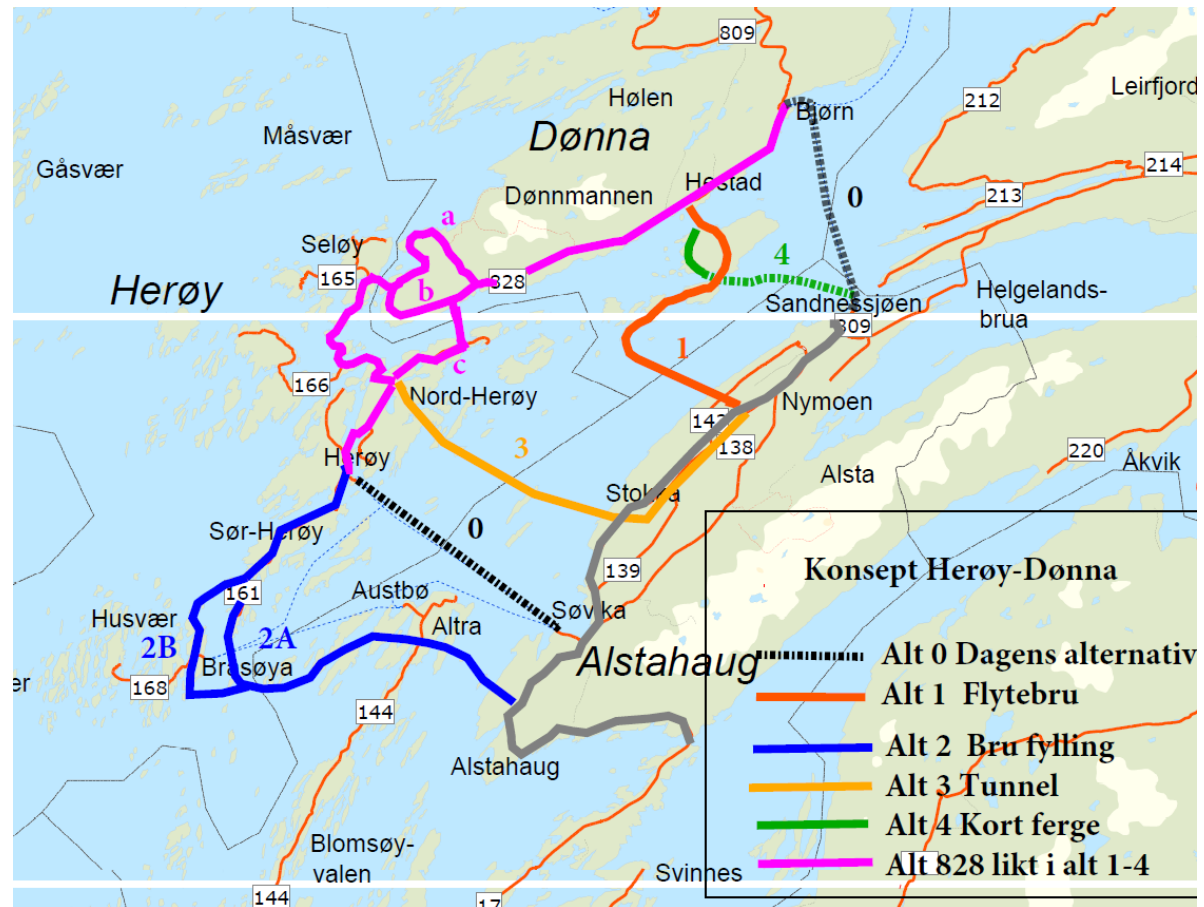 809
Leirfjord
Hølen
212
Bjørn
Måsvær
Dønna
Gåsvær
214
Hestad
Dønnmannen
213
0
a
Seløy
4
165
828
Herøy
b
Sandnessjøen
Helgelands-
brua
809
1
166
c
Nord-Herøy
Nymoen
143
138
3
220
Åkvik
Herøy
Alsta
Stokka
0
Sør-Herøy
139
161
Austbø
Husvær
Søvika
2B
2A
Altra
Brasøya
Alstahaug
er
168
144
Alstahaug
Blomsøy-
valen
Svinnes
144
17
Konsept Herøy-Dønna
Alt 0 Dagens alternativ
Alt 1 Flytebru
Alt 2 Bru fylling
Alt 3 Tunnel
Alt 4 Kort ferge
Alt 828 likt i alt 1-4